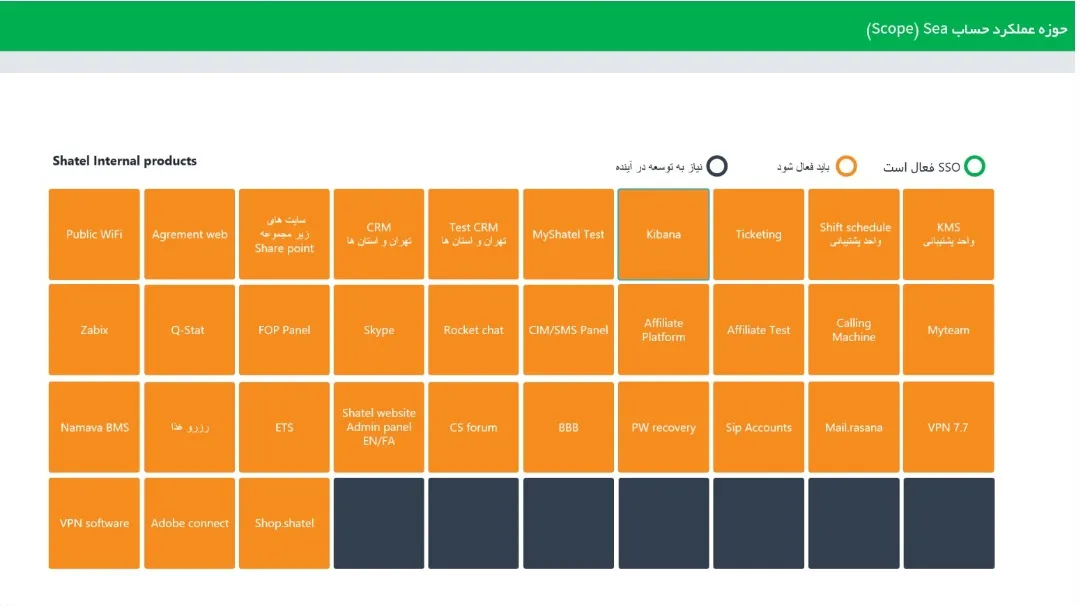 حوزه عملکرد حساب Sea (Scope)
Shatel Internal products
SSO فعال است
باید فعال شود
نیاز به توسعه در آینده
Public WiFi
Agrement web
سایت های
زیر مجموعه
Share point
CRM
تهران و استان ها
Test CRM
تهران و استان ها
MyShatel Test
Kibana
Ticketing
Shift schedule
واحد پشتیبانی
KMS
واحد پشتیبانی
Zabix
Q-Stat
FOP Panel
Skype
Rocket chat
CIM/SMS Panel
Affiliate
Platform
Affiliate Test
Calling
Machine
Myteam
Namava BMS
رزرو غذا
ETS
Shatel website
Admin panel
EN/FA
CS forum
BBB
PW recovery
Sip Accounts
Mail.rasana
VPN 7.7
VPN software
Adobe connect
Shop.shatel